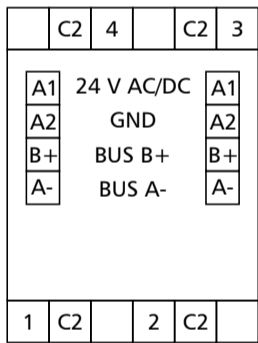 C2 4 C2 3
A1 24 V AC/DC A1
A2 GND A2
B+ BUS B+ B+
A- BUS A- A-
1 C2 2 C2